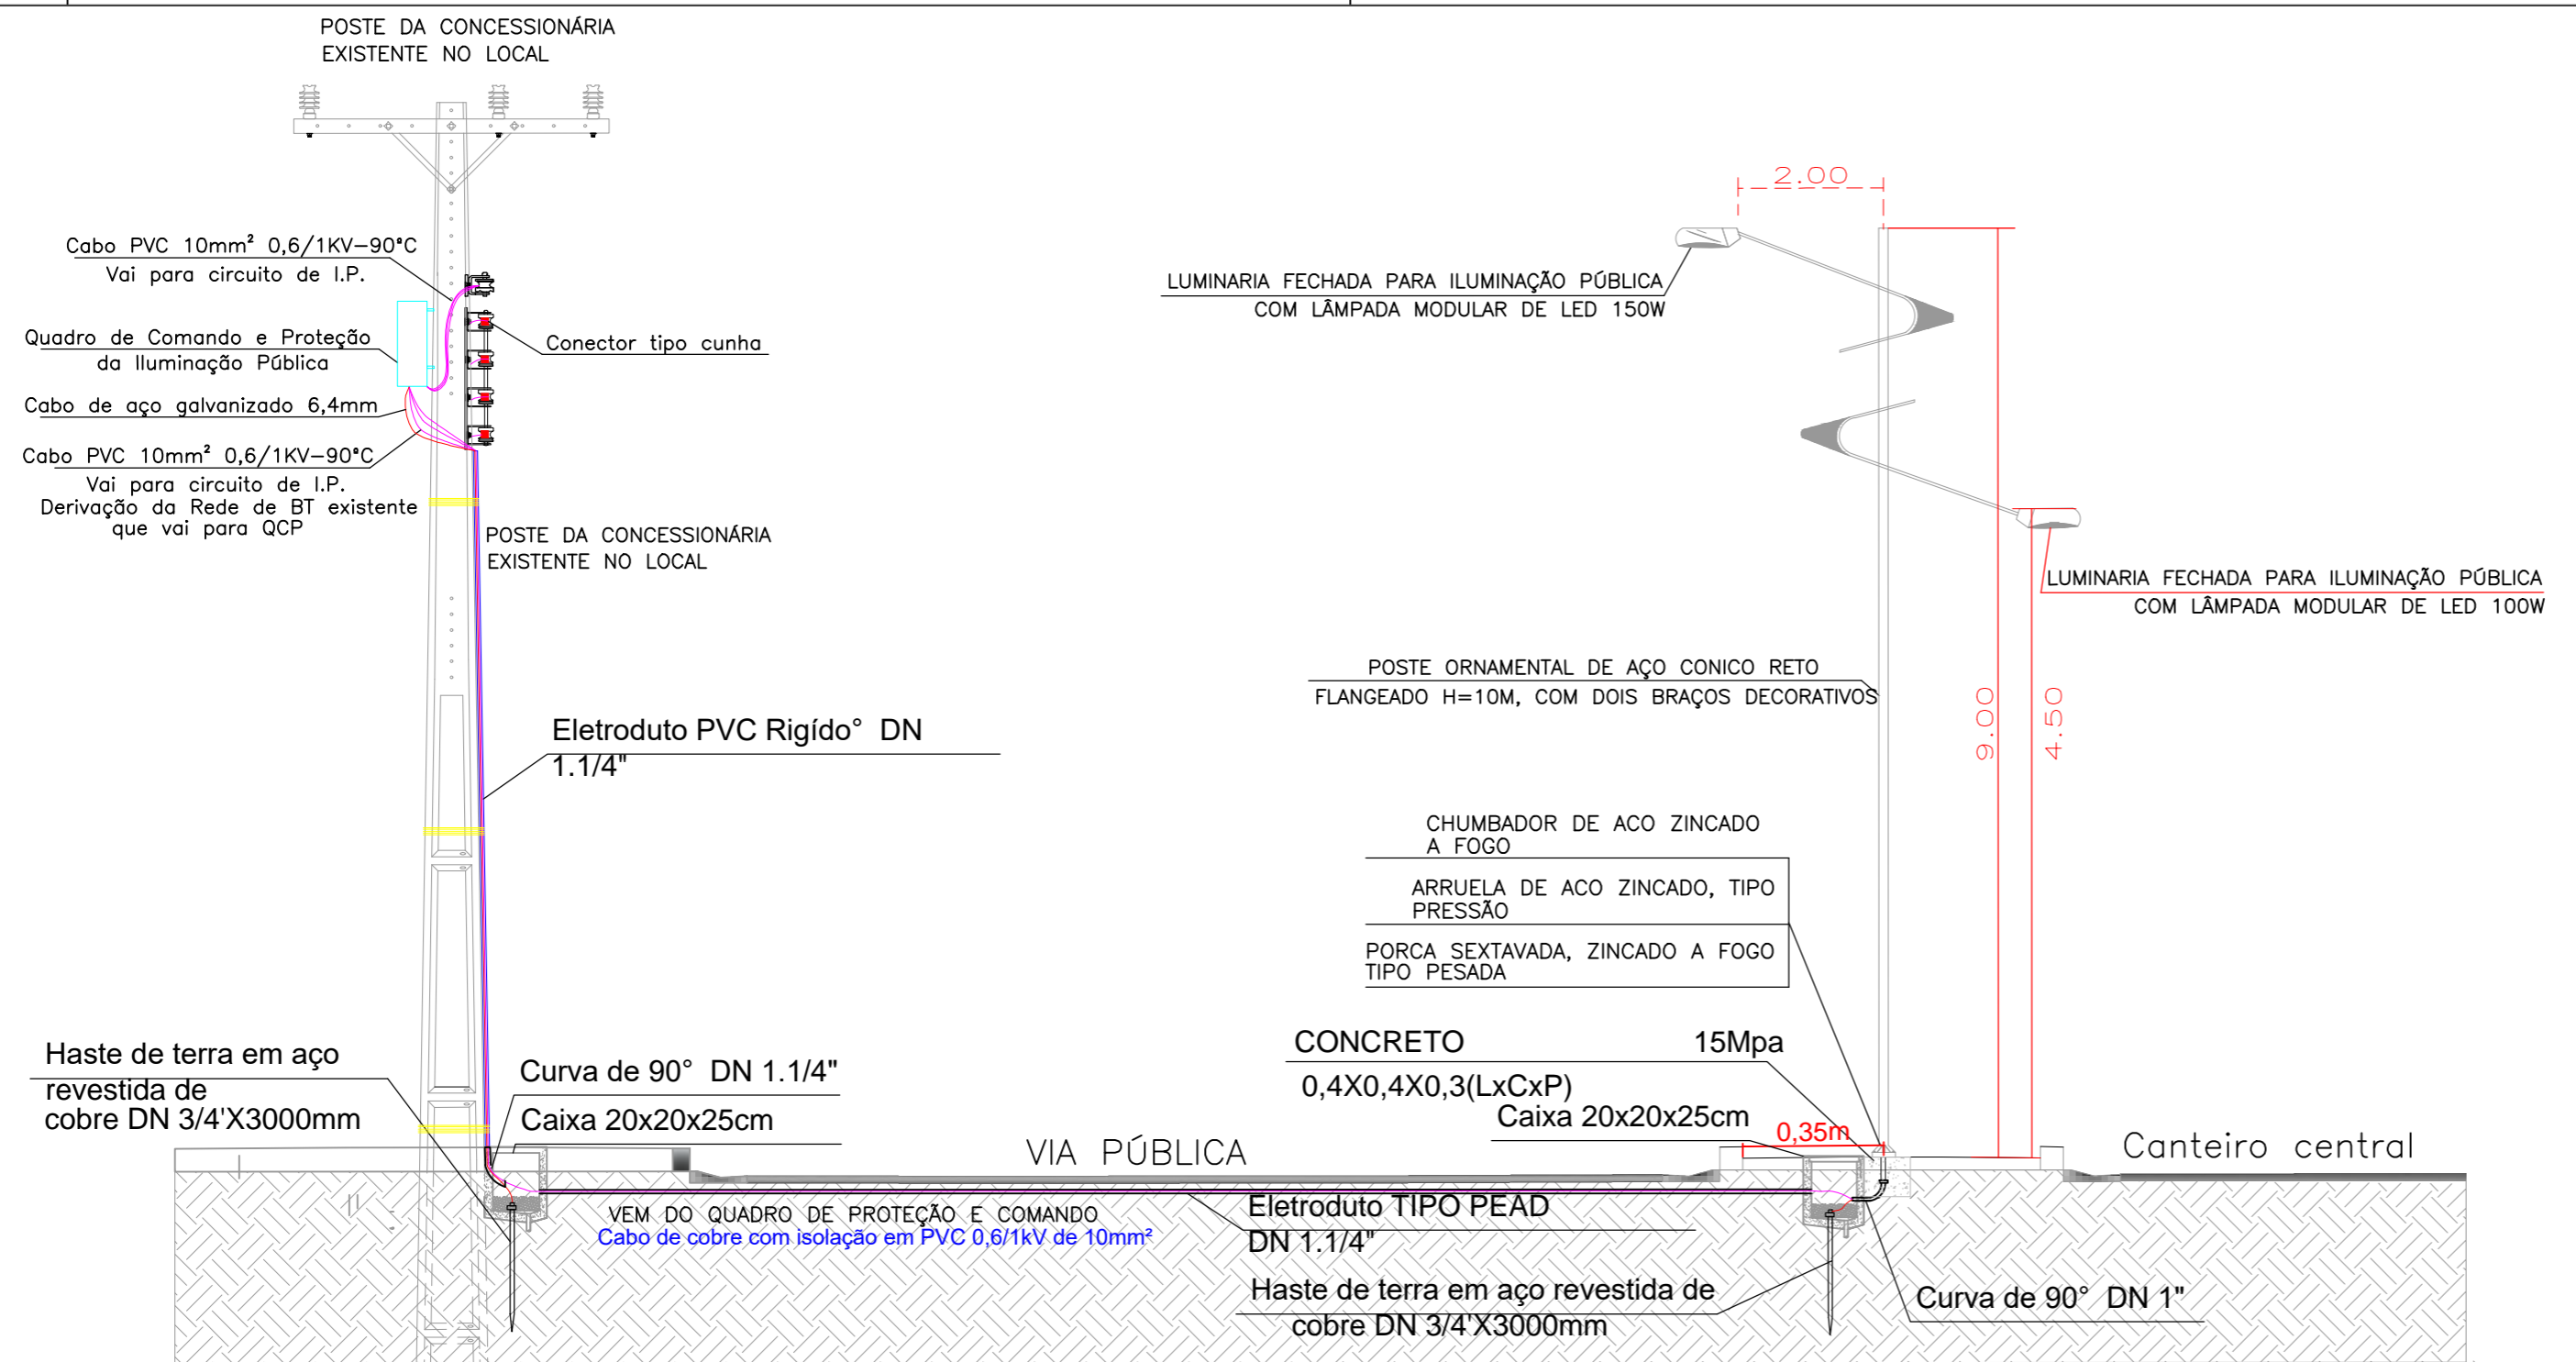 POSTE DA CONCESSIONÁRIA
EXISTENTE NO LOCAL
Cabo PVC 10mm² 0,6/1KV-90°C
Vai para circuito de I.P.
Quadro de Comando e Proteção
da Iluminação Pública
Cabo de aço galvanizado 6,4mm
Cabo PVC 10mm² 0,6/1KV-90°C
Vai para circuito de I.P.
Derivação da Rede de BT existente
que vai para QCP
Conector tipo cunha
POSTE DA CONCESSIONÁRIA
EXISTENTE NO LOCAL
Eletroduto PVC Rigído° DN
1.1/4"
Haste de terra em aço
revestida de
cobre DN 3/4'X3000mm
Curva de 90° DN 1.1/4"
Caixa 20x20x25cm
VIA PÚBLICA
VEM DO QUADRO DE PROTEÇÃO E COMANDO
Cabo de cobre com isolação em PVC 0,6/1kV de 10mm²
Eletroduto TIPO PEAD
DN 1.1/4"
Haste de terra em aço revestida de
cobre DN 3/4'X3000mm
2.00
LUMINARIA FECHADA PARA ILUMINAÇÃO PÚBLICA
COM LÂMPADA MODULAR DE LED 150W
LUMINARIA FECHADA PARA ILUMINAÇÃO PÚBLICA
COM LÂMPADA MODULAR DE LED 100W
POSTE ORNAMENTAL DE AÇO CONICO RETO
FLANGEADO H=10M, COM DOIS BRAÇOS DECORATIVOS
9.00
4.50
CHUMBADOR DE ACO ZINCADO
A FOGO
ARRUELA DE ACO ZINCADO, TIPO
PRESSÃO
PORCA SEXTAVADA, ZINCADO A FOGO
TIPO PESADA
CONCRETO 15Mpa
0,4X0,4X0,3(LxCxP)
Caixa 20x20x25cm
0,35m
Canteiro central
Curva de 90° DN 1"